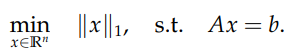 min x∈ℝⁿ ‖x‖₁, s.t. Ax = b.